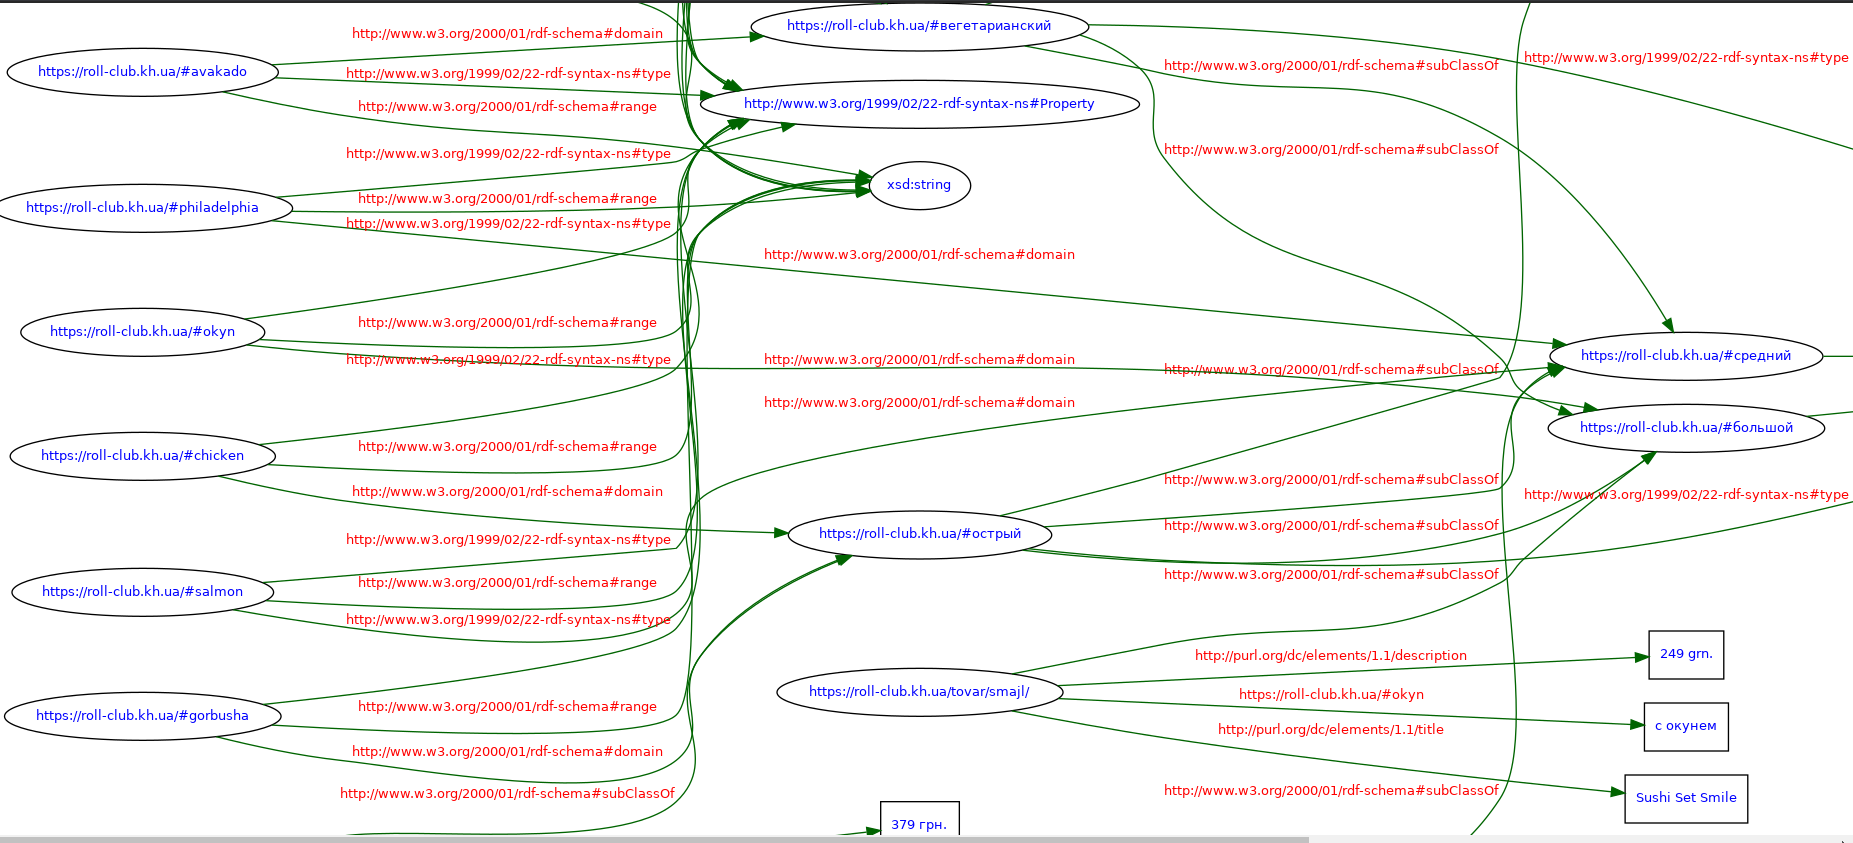 https://roll-club.kh.ua/#вегетарианский
http://www.w3.org/2000/01/rdf-schema#domain
http://www.w3.org/1999/02/22-rdf-syntax-ns#type
http://www.w3.org/2000/01/rdf-schema#subClassOf
https://roll-club.kh.ua/#avakado
http://www.w3.org/1999/02/22-rdf-syntax-ns#type
http://www.w3.org/2000/01/rdf-schema#range
http://www.w3.org/1999/02/22-rdf-syntax-ns#Property
http://www.w3.org/1999/02/22-rdf-syntax-ns#type
http://www.w3.org/2000/01/rdf-schema#subClassOf
xsd:string
http://www.w3.org/2000/01/rdf-schema#range
https://roll-club.kh.ua/#philadelphia
http://www.w3.org/1999/02/22-rdf-syntax-ns#type
http://www.w3.org/2000/01/rdf-schema#domain
http://www.w3.org/2000/01/rdf-schema#range
https://roll-club.kh.ua/#okyn
http://www.w3.org/1999/02/22-rdf-syntax-ns#type
http://www.w3.org/2000/01/rdf-schema#domain
https://roll-club.kh.ua/#средний
http://www.w3.org/2000/01/rdf-schema#subClassOf
http://www.w3.org/2000/01/rdf-schema#domain
https://roll-club.kh.ua/#большой
http://www.w3.org/2000/01/rdf-schema#range
https://roll-club.kh.ua/#chicken
http://www.w3.org/2000/01/rdf-schema#subClassOf
http://www.w3.org/2000/01/rdf-schema#domain
http://www.w3.org/1999/02/22-rdf-syntax-ns#type
http://www.w3.org/2000/01/rdf-schema#subClassOf
https://roll-club.kh.ua/#острый
http://www.w3.org/1999/02/22-rdf-syntax-ns#type
http://www.w3.org/2000/01/rdf-schema#subClassOf
http://www.w3.org/2000/01/rdf-schema#range
https://roll-club.kh.ua/#salmon
http://www.w3.org/1999/02/22-rdf-syntax-ns#type
http://purl.org/dc/elements/1.1/description
249 grn.
https://roll-club.kh.ua/tovar/smajl/
https://roll-club.kh.ua/#okyn
http://www.w3.org/2000/01/rdf-schema#range
https://roll-club.kh.ua/#gorbusha
с окунем
http://purl.org/dc/elements/1.1/title
http://www.w3.org/2000/01/rdf-schema#domain
http://www.w3.org/2000/01/rdf-schema#subClassOf
http://www.w3.org/2000/01/rdf-schema#subClassOf
Sushi Set Smile
379 грн.